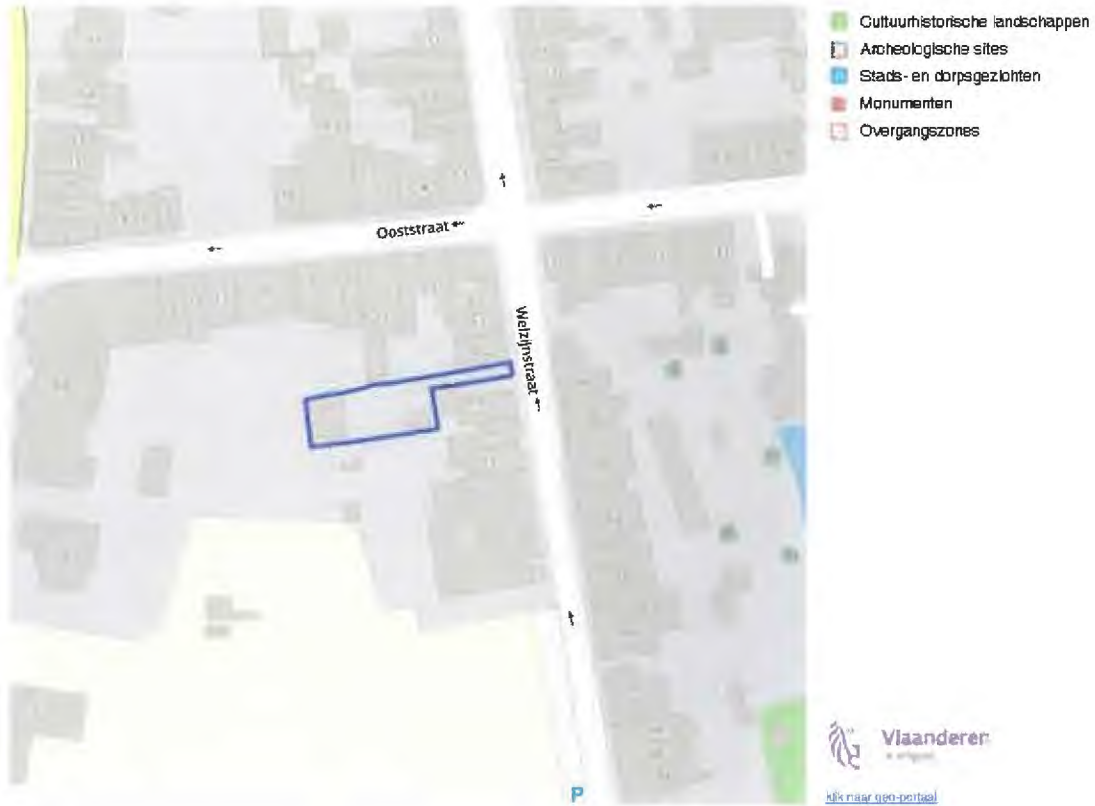 Cultuurhistorische landschappen
Archeologische sites
Stads- en dorpsgezichten
Monumenten
Overgangszones
Ooststraat
Welzijnstraat
P
Vlaanderen
klik naar geo-portaal